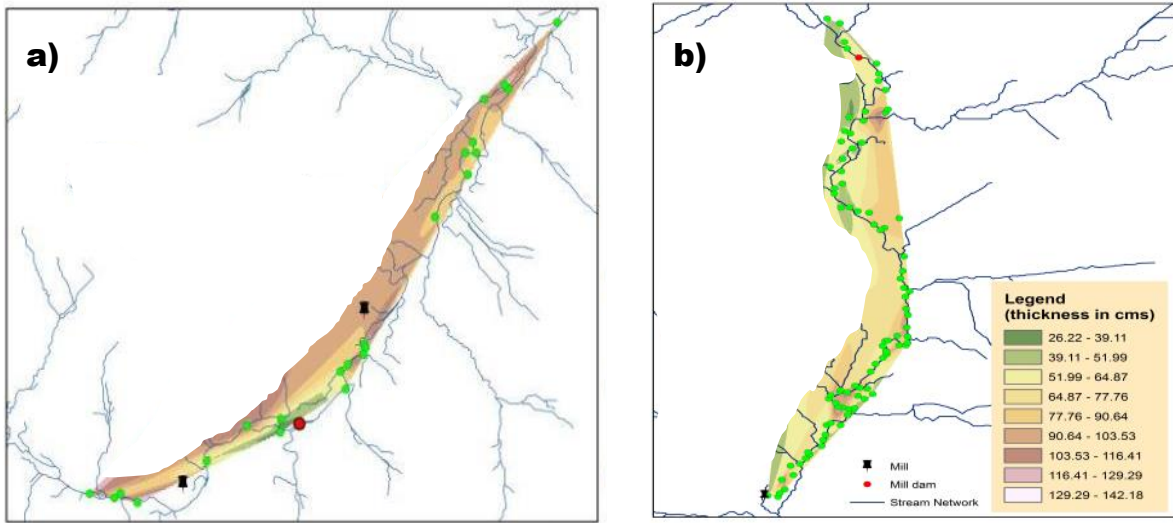 a)
b)
Legend
(thickness in cms)
26.22 - 39.11
39.11 - 51.99
51.99 - 64.87
64.87 - 77.76
77.76 - 90.64
90.64 - 103.53
103.53 - 116.41
116.41 - 129.29
129.29 - 142.18
Mill
Mill dam
Stream Network